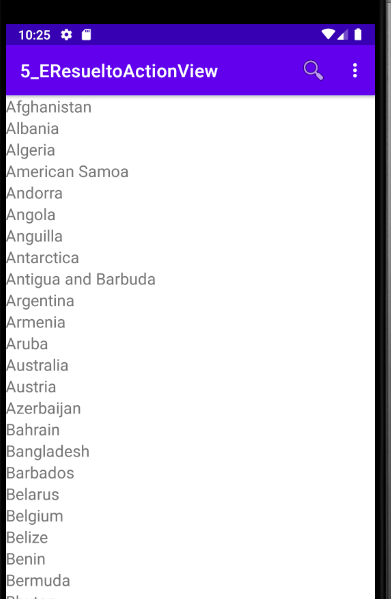 10:25
5_EResueltoActionView
Afghanistan
Albania
Algeria
American Samoa
Andorra
Angola
Anguilla
Antarctica
Antigua and Barbuda
Argentina
Armenia
Aruba
Australia
Austria
Azerbaijan
Bahrain
Bangladesh
Barbados
Belarus
Belgium
Belize
Benin
Bermuda